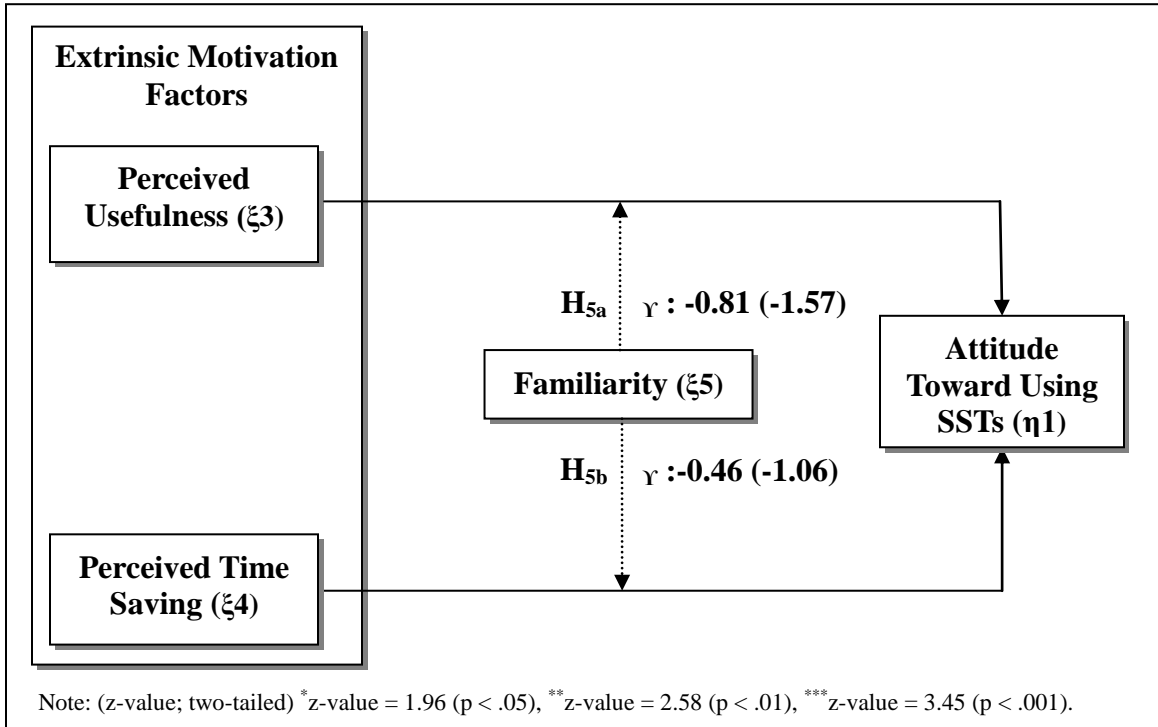 Extrinsic Motivation
Factors
Perceived
Usefulness (ξ3)
H5a ϒ : -0.81 (-1.57)
Familiarity (ξ5)
Attitude
Toward Using
SSTs (η1)
H5b ϒ :-0.46 (-1.06)
Perceived Time
Saving (ξ4)
Note: (z-value; two-tailed) *z-value = 1.96 (p < .05), **z-value = 2.58 (p < .01), ***z-value = 3.45 (p < .001).